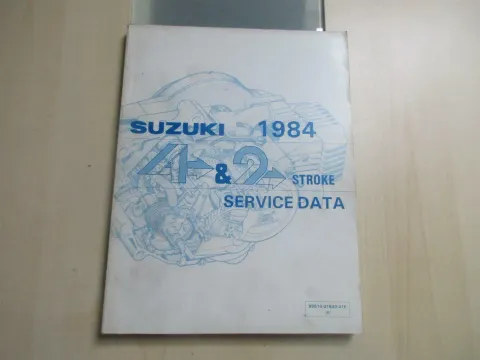 SUZUKI 1984
4 & 2 STROKE
SERVICE DATA